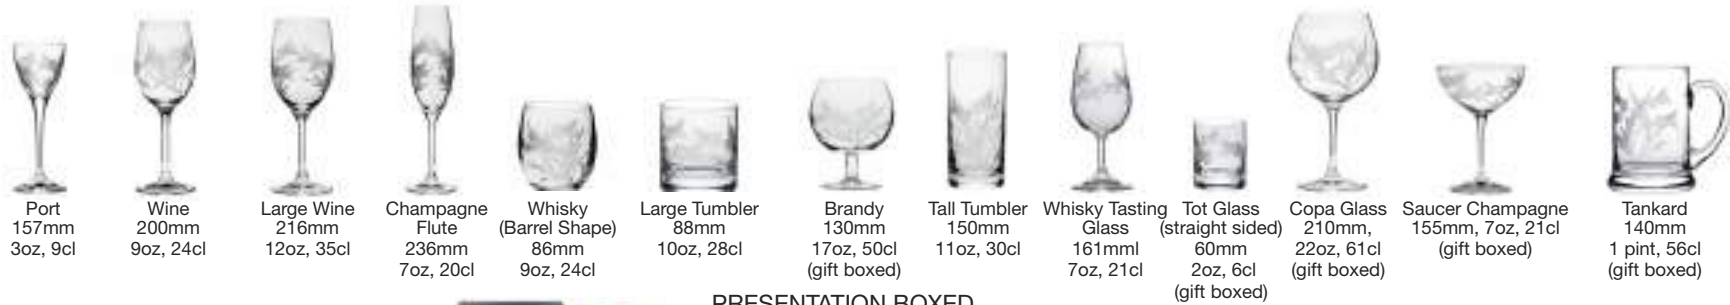 Port
157mm
3oz, 9cl
Wine
200mm
9oz, 24cl
Large Wine
216mm
12oz, 35cl
Champagne
Flute
236mm
7oz, 20cl
Whisky
(Barrel Shape)
86mm
9oz, 24cl
Large Tumbler
88mm
10oz, 28cl
Brandy
130mm
17oz, 50cl
(gift boxed)
Tall Tumbler
150mm
11oz, 30cl
Whisky Tasting
Glass
161mml
7oz, 21cl
Tot Glass
(straight sided)
60mm
2oz, 6cl
(gift boxed)
Copa Glass
210mm,
22oz, 61cl
(gift boxed)
Saucer Champagne
155mm, 7oz, 21cl
(gift boxed)
Tankard
140mm
1 pint, 56cl
(gift boxed)
PRESENTATION BOXED